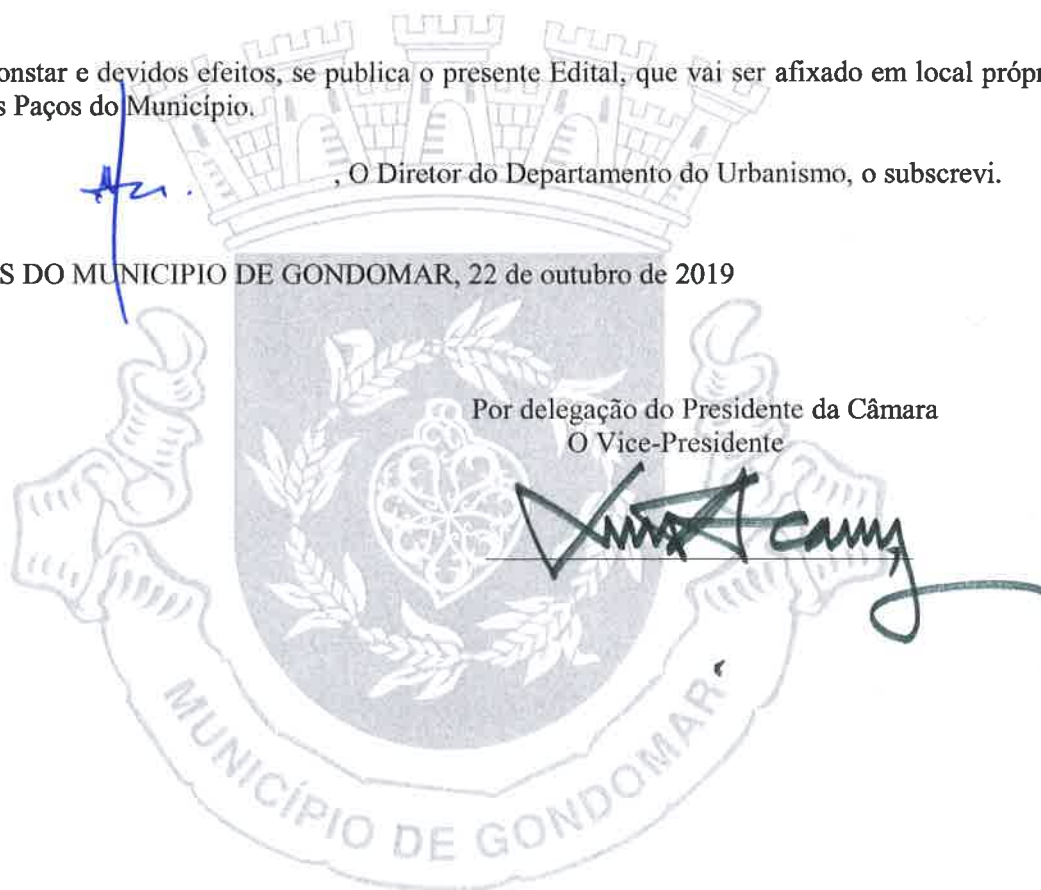 onstar e devidos efeitos, se publica o presente Edital, que vai ser afixado em local própr
s Paços do Município.
, O Diretor do Departamento do Urbanismo, o subscrevi.
S DO MUNICIPIO DE GONDOMAR, 22 de outubro de 2019
Por delegação do Presidente da Câmara
O Vice-Presidente
MUNICÍPIO DE GONDOMAR